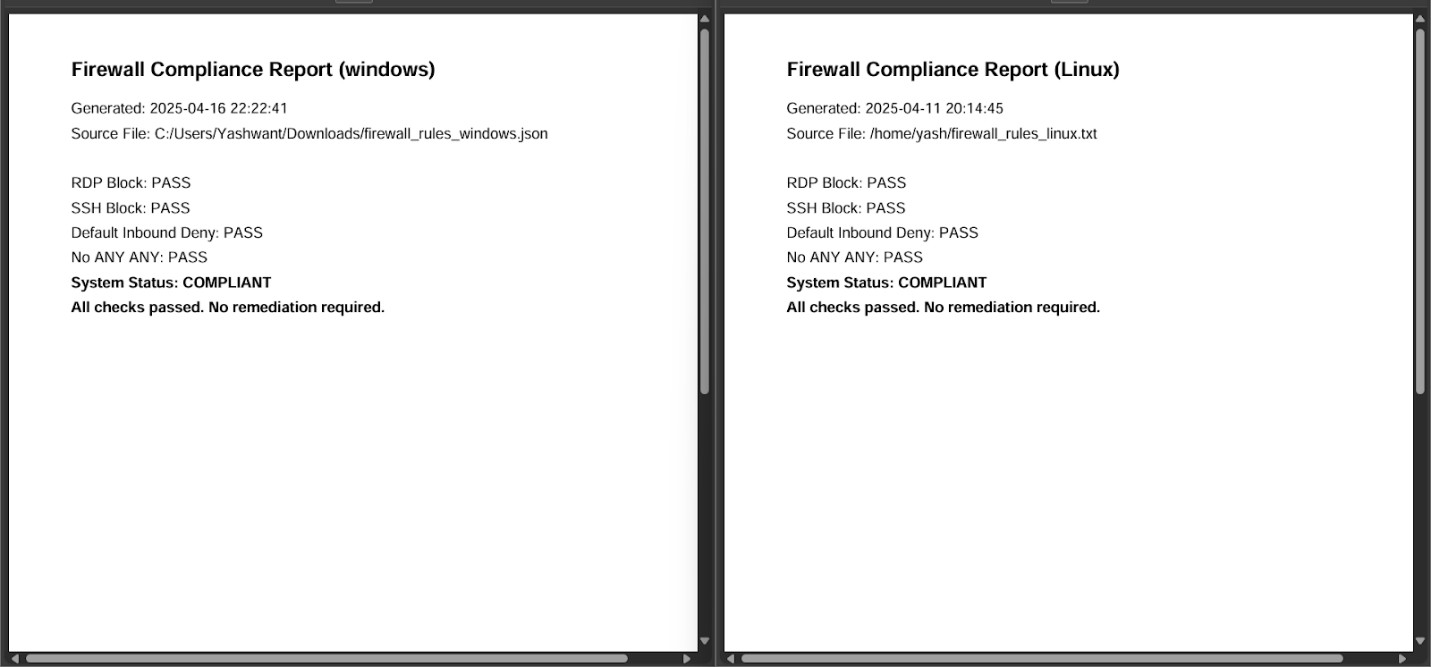 Firewall Compliance Report (windows)
Generated: 2025-04-16 22:22:41
Source File: C:/Users/Yashwant/Downloads/firewall_rules_windows.json
RDP Block: PASS
SSH Block: PASS
Default Inbound Deny: PASS
No ANY ANY: PASS
System Status: COMPLIANT
All checks passed. No remediation required.
Firewall Compliance Report (Linux)
Generated: 2025-04-11 20:14:45
Source File: /home/yash/firewall_rules_linux.txt
RDP Block: PASS
SSH Block: PASS
Default Inbound Deny: PASS
No ANY ANY: PASS
System Status: COMPLIANT
All checks passed. No remediation required.